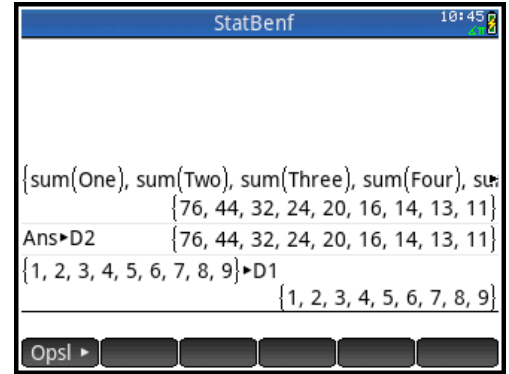 StatBenf
10:45
∡π
{sum(One), sum(Two), sum(Three), sum(Four), su
{76, 44, 32, 24, 20, 16, 14, 13, 11}
Ans▶D2 {76, 44, 32, 24, 20, 16, 14, 13, 11}
{1, 2, 3, 4, 5, 6, 7, 8, 9}▶D1
{1, 2, 3, 4, 5, 6, 7, 8, 9}
Opsl ▶